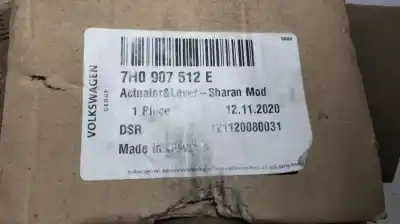 VOLKSWAGEN
GROUP
7H0 907 512 E
Actuator&Lever-Sharan Mod
1 Piece 12.11.2020
DSR 121120080031
Made in